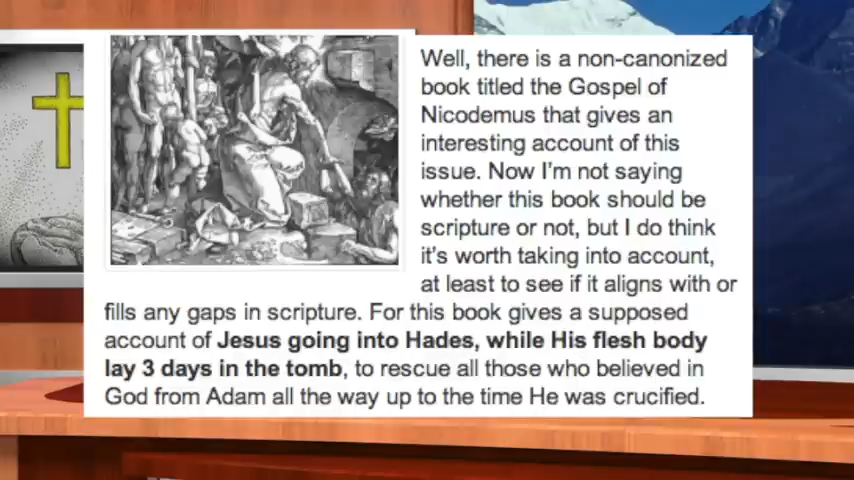 Well, there is a non-canonized
book titled the Gospel of
Nicodemus that gives an
interesting account of this
issue. Now I'm not saying
whether this book should be
scripture or not, but I do think
it's worth taking into account,
at least to see if it aligns with or
fills any gaps in scripture. For this book gives a supposed
account of Jesus going into Hades, while His flesh body
lay 3 days in the tomb, to rescue all those who believed in
God from Adam all the way up to the time He was crucified.